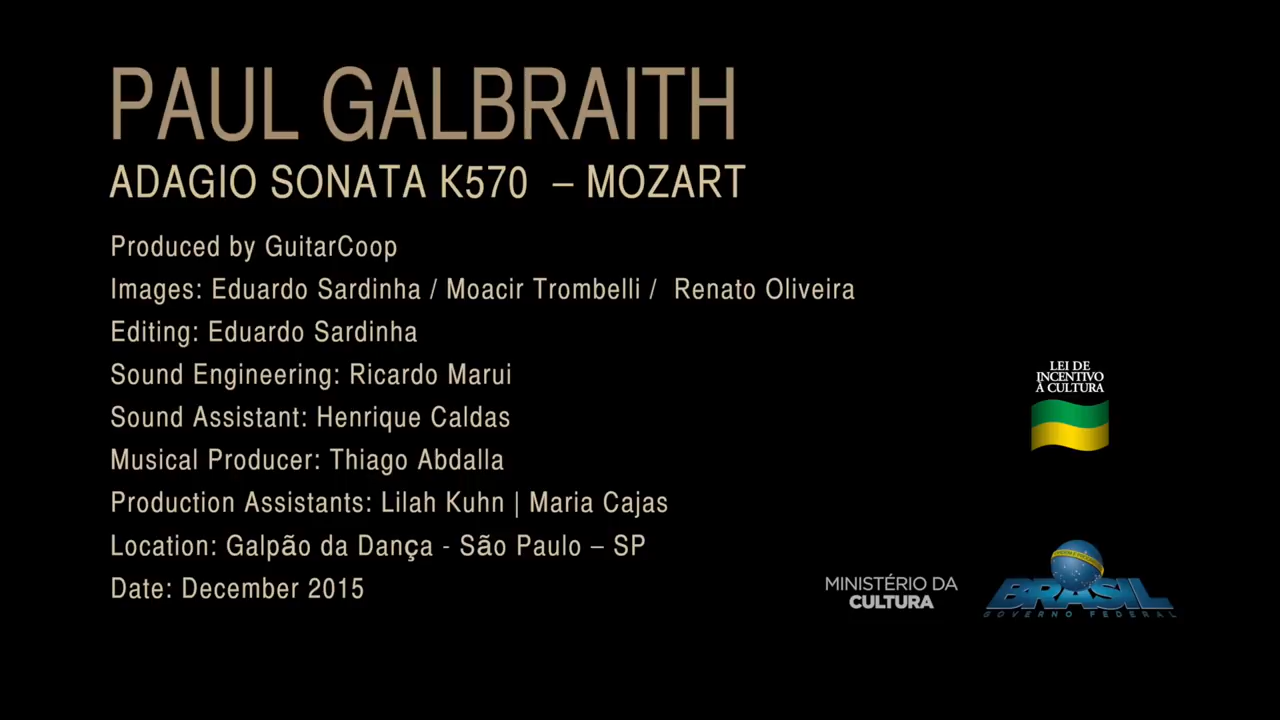 PAUL GALBRAITH
ADAGIO SONATA K570 – MOZART
Produced by GuitarCoop
Images: Eduardo Sardinha / Moacir Trombelli / Renato Oliveira
Editing: Eduardo Sardinha
Sound Engineering: Ricardo Marui
Sound Assistant: Henrique Caldas
Musical Producer: Thiago Abdalla
Production Assistants: Lilah Kuhn | Maria Cajas
Location: Galpão da Dança - São Paulo – SP
Date: December 2015
LEI DE
INCENTIVO
À CULTURA
MINISTÉRIO DA
CULTURA
BRASIL
GOVERNO FEDERAL